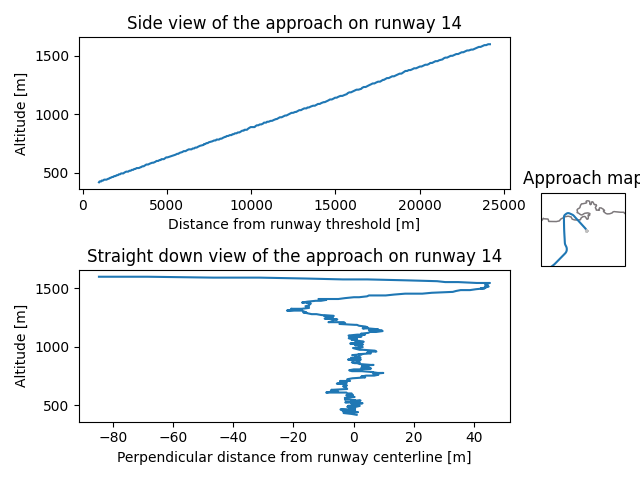 Side view of the approach on runway 14
1500
1000
500
Altitude [m]
0 5000 10000 15000 20000 25000
Distance from runway threshold [m]
Approach map
Straight down view of the approach on runway 14
1500
1000
500
Altitude [m]
−80 −60 −40 −20 0 20 40
Perpendicular distance from runway centerline [m]